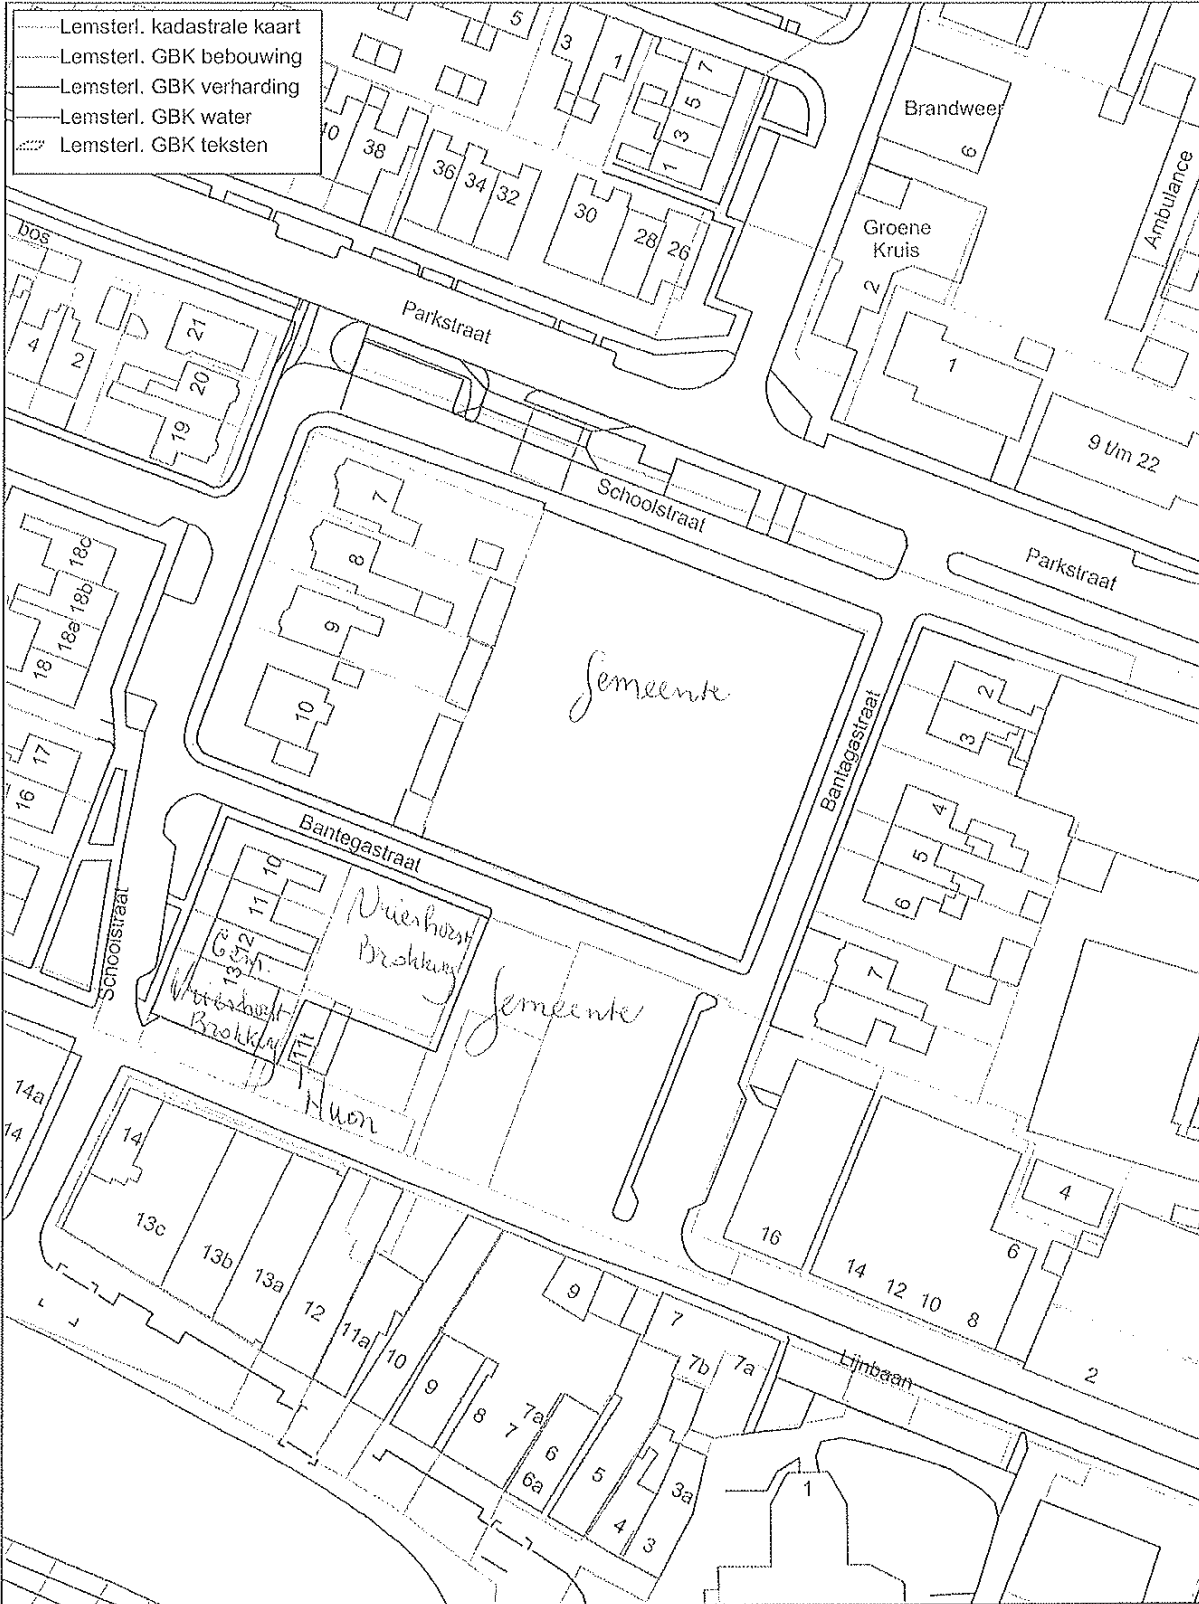 Lemsterl. kadastrale kaart
Lemsterl. GBK bebouwing
Lemsterl. GBK verharding
Lemsterl. GBK water
Lemsterl. GBK teksten
5
3
1
7
5
3
1
Brandweer
6
Ambulance
40
38
36
34
32
30
28
26
Groene
Kruis
2
1
9 t/m 22
bos
4
2
21
20
19
Parkstraat
Schoolstraat
Parkstraat
18c
18b
18a
18
17
16
7
8
9
10
Gemeente
Bantagastraat
2
3
4
5
6
7
Bantegastraat
Schoolstraat
10
11
12
13
Gem.
Vrieshorst
Brokking
Vrieshorst
Brokking
Gemeente
11t
Huon
14a
14
14
13c
13b
13a
12
11a
10
9
8
7
7a
6
6a
5
4
3
3a
9
7
7b
7a
16
14
12
10
8
6
4
2
Lijnbaan
1